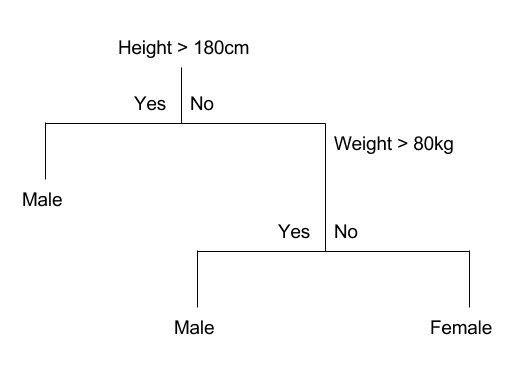 Height > 180cm
Yes No
Weight > 80kg
Male
Yes No
Male Female